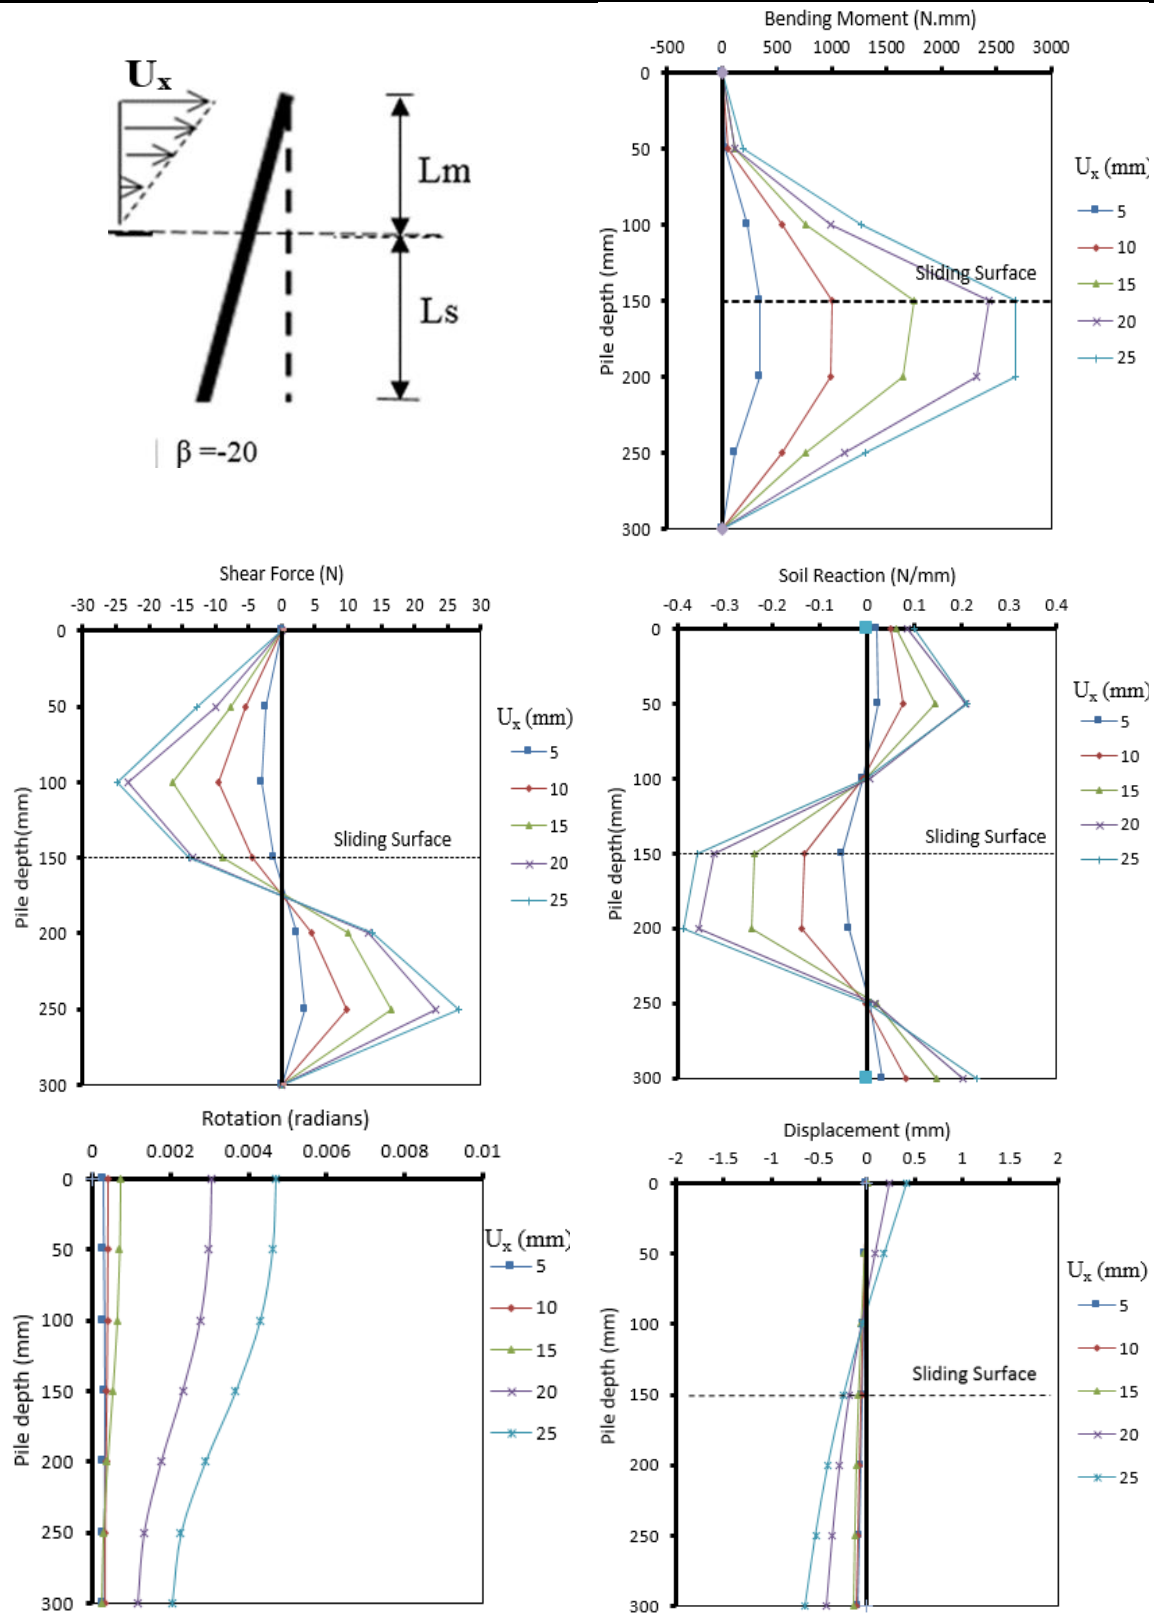 Uₓ
Lm
Ls
β =-20
Bending Moment (N.mm)
-500 0 500 1000 1500 2000 2500 3000
0
50
100
150
200
250
300
Pile depth (mm)
Sliding Surface
Uₓ (mm)
5
10
15
20
25
Shear Force (N)
-30 -25 -20 -15 -10 -5 0 5 10 15 20 25 30
0
50
100
150
200
250
300
Pile depth(mm)
Sliding Surface
Uₓ (mm)
5
10
15
20
25
Soil Reaction (N/mm)
-0.4 -0.3 -0.2 -0.1 0 0.1 0.2 0.3 0.4
0
50
100
150
200
250
300
Pile depth(mm)
Sliding Surface
Uₓ (mm)
5
10
15
20
25
Rotation (radians)
0 0.002 0.004 0.006 0.008 0.01
0
50
100
150
200
250
300
Pile depth (mm)
Uₓ (mm)
5
10
15
20
25
Displacement (mm)
-2 -1.5 -1 -0.5 0 0.5 1 1.5 2
0
50
100
150
200
250
300
Pile depth (mm)
Sliding Surface
Uₓ (mm)
5
10
15
20
25